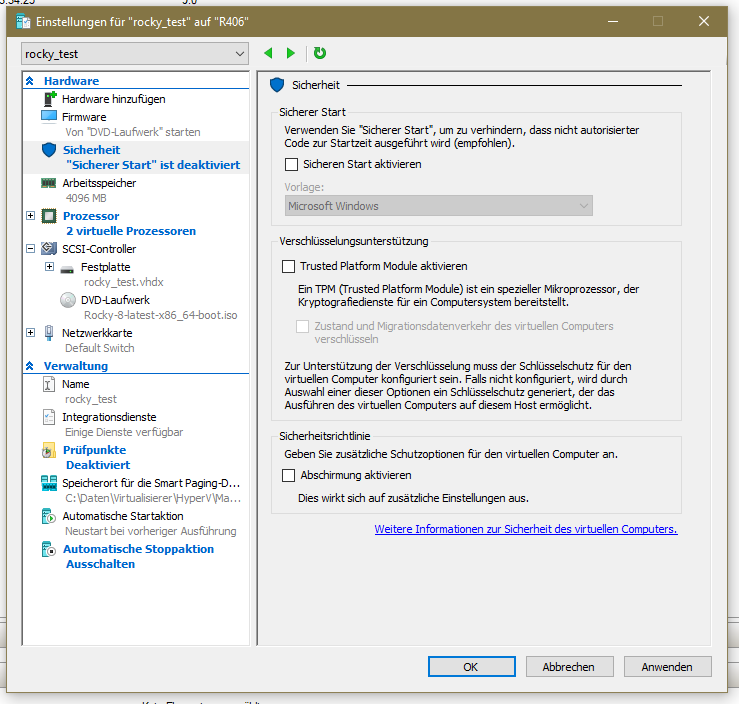 Einstellungen für "rocky_test" auf "R406"
rocky_test
Hardware
Hardware hinzufügen
Firmware
Von "DVD-Laufwerk" starten
Sicherheit
"Sicherer Start" ist deaktiviert
Arbeitsspeicher
4096 MB
Prozessor
2 virtuelle Prozessoren
SCSI-Controller
Festplatte
rocky_test.vhdx
DVD-Laufwerk
Rocky-8-latest-x86_64-boot.iso
Netzwerkkarte
Default Switch
Verwaltung
Name
rocky_test
Integrationsdienste
Einige Dienste verfügbar
Prüfpunkte
Deaktiviert
Speicherort für die Smart Paging-D...
C:\Daten\Virtualisierer\HyperV\Ma...
Automatische Startaktion
Neustart bei vorheriger Ausführung
Automatische Stoppaktion
Ausschalten
Sicherheit
Sicherer Start
Verwenden Sie "Sicherer Start", um zu verhindern, dass nicht autorisierter
Code zur Startzeit ausgeführt wird (empfohlen).
Sicheren Start aktivieren
Vorlage:
Microsoft Windows
Verschlüsselungsunterstützung
Trusted Platform Module aktivieren
Ein TPM (Trusted Platform Module) ist ein spezieller Mikroprozessor, der
Kryptografiedienste für ein Computersystem bereitstellt.
Zustand und Migrationsdatenverkehr des virtuellen Computers
verschlüsseln
Zur Unterstützung der Verschlüsselung muss der Schlüsselschutz für den
virtuellen Computer konfiguriert sein. Falls nicht konfiguriert, wird durch
Auswahl einer dieser Optionen ein Schlüsselschutz generiert, der das
Ausführen des virtuellen Computers auf diesem Host ermöglicht.
Sicherheitsrichtlinie
Geben Sie zusätzliche Schutzoptionen für den virtuellen Computer an.
Abschirmung aktivieren
Dies wirkt sich auf zusätzliche Einstellungen aus.
Weitere Informationen zur Sicherheit des virtuellen Computers.
OK
Abbrechen
Anwenden